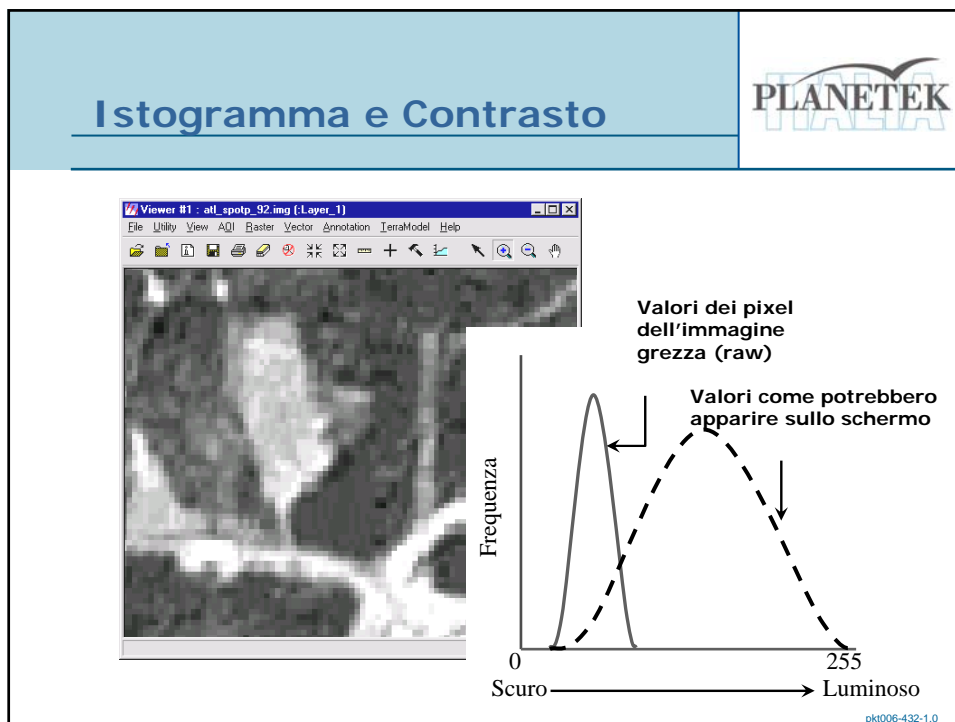 Istogramma e Contrasto
PLANETEK
ITALIA
Viewer #1 : atl_spotp_92.img (:Layer_1)
File Utility View AOI Raster Vector Annotation TerraModel Help
Valori dei pixel
dell'immagine
grezza (raw)
Valori come potrebbero
apparire sullo schermo
Frequenza
0
255
Scuro
Luminoso
pkt006-432-1.0